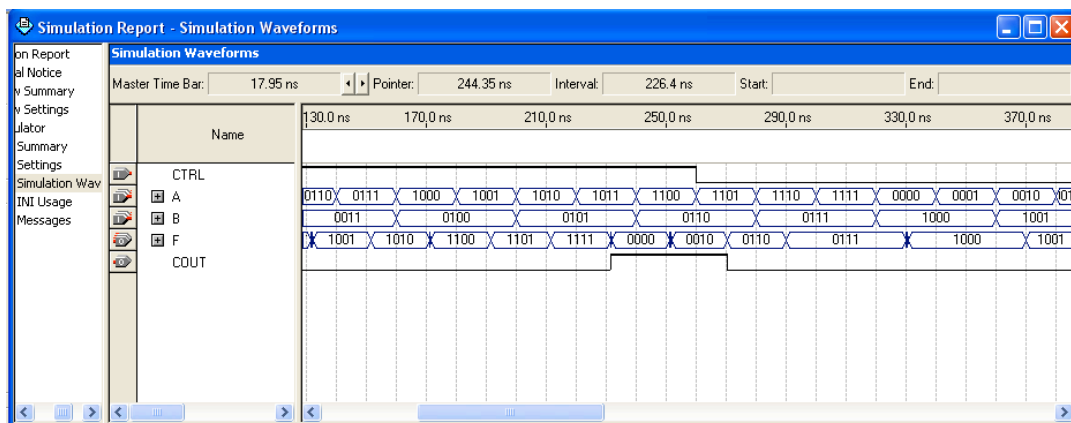 Simulation Report - Simulation Waveforms
on Report
al Notice
w Summary
w Settings
ulator
Summary
Settings
Simulation Wav
INI Usage
Messages
Simulation Waveforms
Master Time Bar: 17.95 ns Pointer: 244.35 ns Interval: 226.4 ns Start: End:
Name
130.0 ns 170.0 ns 210.0 ns 250.0 ns 290.0 ns 330.0 ns 370.0 ns
CTRL
A 0110 0111 1000 1001 1010 1011 1100 1101 1110 1111 0000 0001 0010 001
B 0011 0100 0101 0110 0111 1000 1001
F 1001 1010 1100 1101 1111 0000 0010 0110 0111 1000 1001
COUT